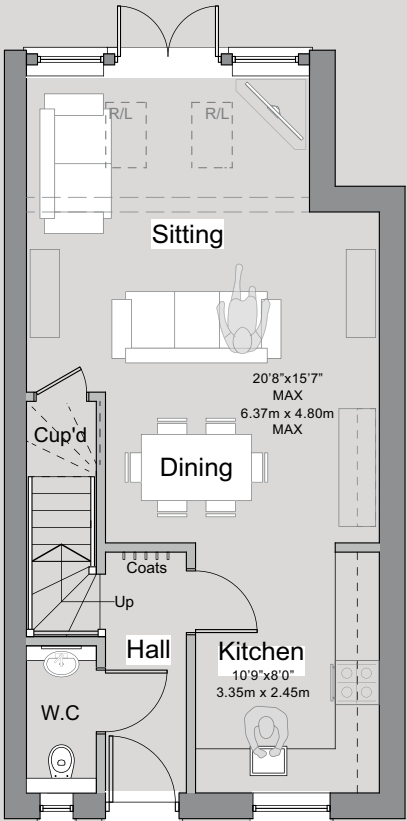 R/L R/L
Sitting
20'8"x15'7"
MAX
6.37m x 4.80m
MAX
Cup'd
Dining
Coats
Up
Hall
Kitchen
10'9"x8'0"
3.35m x 2.45m
W.C